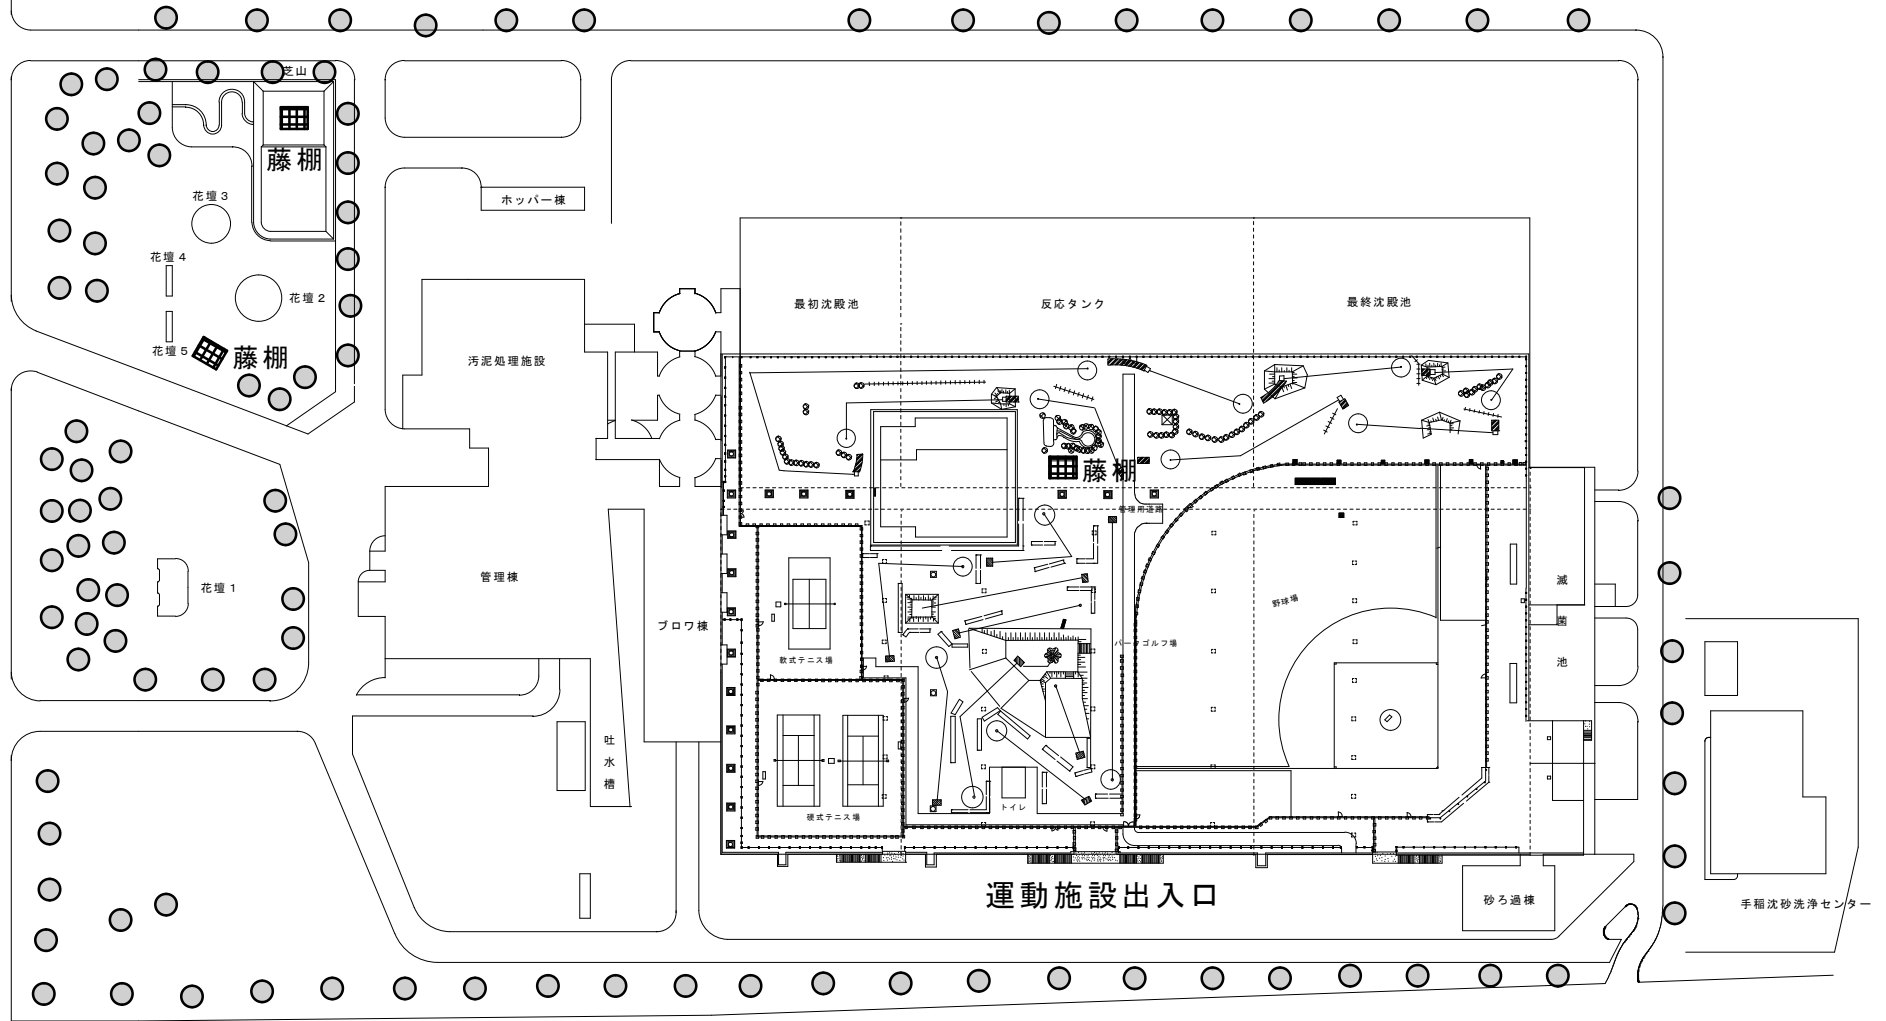 芝山
藤棚
花壇3
花壇4
花壇2
花壇5
藤棚
花壇1
ホッパー棟
汚泥処理施設
管理棟
ブロワ棟
吐水槽
最初沈殿池
反応タンク
最終沈殿池
藤棚
管理用道路
野球場
パークゴルフ場
軟式テニス場
硬式テニス場
トイレ
滅菌池
運動施設出入口
砂ろ過棟
手稲沈砂洗浄センター